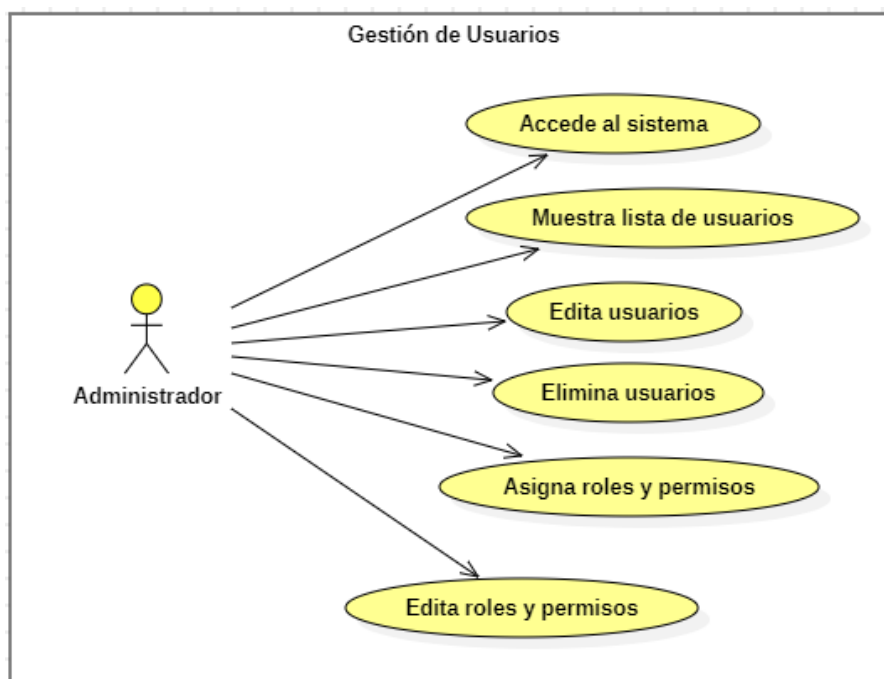 Gestión de Usuarios
Accede al sistema
Muestra lista de usuarios
Edita usuarios
Elimina usuarios
Administrador
Asigna roles y permisos
Edita roles y permisos